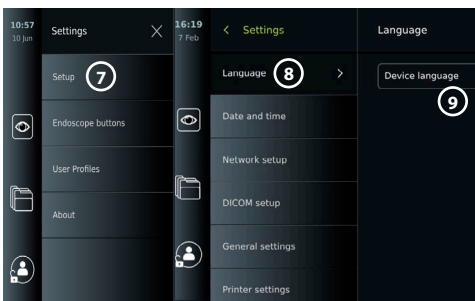 10:57
10 Jun
Settings
Setup
7
Endoscope buttons
User Profiles
About
16:19
7 Feb
Settings
Language
8
Date and time
Network setup
DICOM setup
General settings
Printer settings
Language
Device language
9